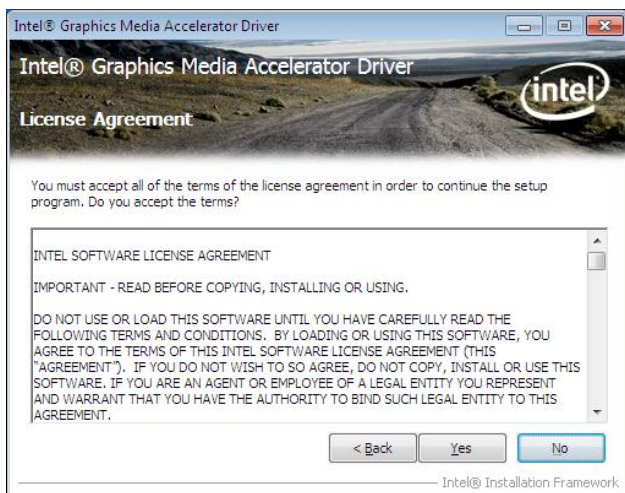 Intel® Graphics Media Accelerator Driver
Intel® Graphics Media Accelerator Driver
intel
License Agreement
You must accept all of the terms of the license agreement in order to continue the setup
program. Do you accept the terms?
INTEL SOFTWARE LICENSE AGREEMENT
IMPORTANT - READ BEFORE COPYING, INSTALLING OR USING.
DO NOT USE OR LOAD THIS SOFTWARE UNTIL YOU HAVE CAREFULLY READ THE
FOLLOWING TERMS AND CONDITIONS.  BY LOADING OR USING THIS SOFTWARE, YOU
AGREE TO THE TERMS OF THIS INTEL SOFTWARE LICENSE AGREEMENT (THIS
"AGREEMENT").  IF YOU DO NOT WISH TO SO AGREE, DO NOT COPY, INSTALL OR USE THIS
SOFTWARE. IF YOU ARE AN AGENT OR EMPLOYEE OF A LEGAL ENTITY YOU REPRESENT
AND WARRANT THAT YOU HAVE THE AUTHORITY TO BIND SUCH LEGAL ENTITY TO THIS
AGREEMENT.
< Back Yes No
Intel® Installation Framework